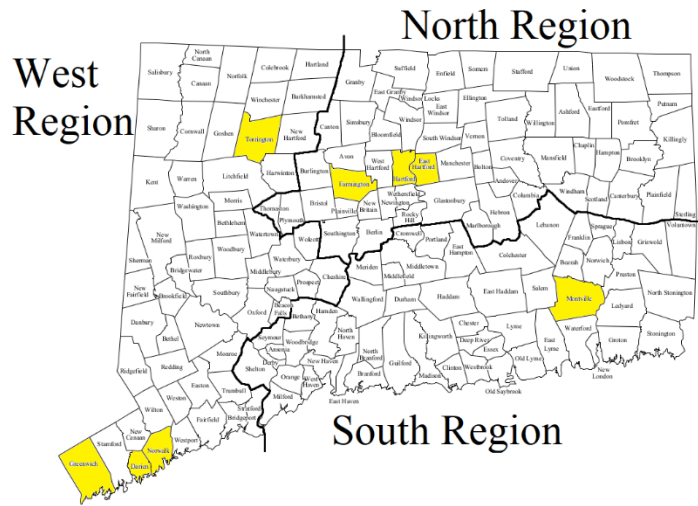 North Region
West
Region
South Region
Salisbury
North
Canaan
Canaan
Norfolk
Colebrook
Hartland
Granby
Suffield
Enfield
Somers
Stafford
Union
Woodstock
Thompson
East Granby
Windsor Locks
East
Windsor
Ellington
Winchester
Barkhamsted
Putnam
Sharon
Cornwall
Goshen
Torrington
New
Hartford
Canton
Simsbury
Bloomfield
Windsor
South Windsor
Vernon
Tolland
Willington
Ashford
Eastford
Pomfret
Killingly
Kent
Warren
Litchfield
Harwinton
Burlington
Avon
West
Hartford
Hartford
East
Hartford
Manchester
Bolton
Coventry
Mansfield
Chaplin
Hampton
Brooklyn
Farmington
Andover
Washington
Morris
Bethlehem
Thomaston
Plymouth
Bristol
Plainville
New
Britain
Newington
Wethersfield
Rocky
Hill
Glastonbury
Hebron
Columbia
Windham
Scotland
Canterbury
Plainfield
Sterling
Voluntown
New
Milford
Watertown
Wolcott
Southington
Berlin
Marlborough
Lebanon
Sprague
Franklin
Lisbon
Griswold
Sherman
Roxbury
Woodbury
Waterbury
Cromwell
Portland
East
Hampton
Colchester
Bozrah
Norwich
Preston
Bridgewater
Middlebury
Cheshire
Meriden
Middletown
Middlefield
New
Fairfield
Brookfield
Southbury
Naugatuck
Prospect
Wallingford
Durham
Haddam
East Haddam
Salem
Montville
Ledyard
North Stonington
Oxford
Beacon
Falls
Bethany
Hamden
Danbury
Newtown
Seymour
Woodbridge
North
Haven
Killingworth
Chester
Deep River
Lyme
Waterford
Groton
Stonington
Bethel
Ansonia
Derby
Essex
East
Lyme
Ridgefield
Redding
Monroe
Shelton
Orange
West
Haven
New Haven
North
Branford
Branford
Guilford
Madison
Clinton
Westbrook
Old Lyme
New
London
Old Saybrook
Easton
Trumbull
Weston
Wilton
Milford
East Haven
Stratford
Bridgeport
Fairfield
New
Canaan
Westport
Stamford
Norwalk
Greenwich
Darien